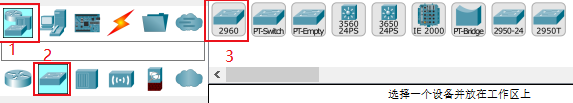 1
2
3
2960
PT-Switch
PT-Empty
3560
24PS
3650
24PS
IE 2000
PT-Bridge
2950-24
2950T
选择一个设备并放在工作区上